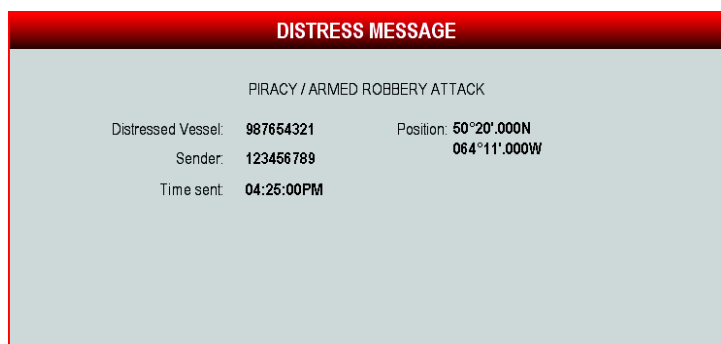 DISTRESS MESSAGE
PIRACY / ARMED ROBBERY ATTACK
Distressed Vessel: 987654321 Position: 50°20'.000N
064°11'.000W
Sender: 123456789
Time sent: 04:25:00PM